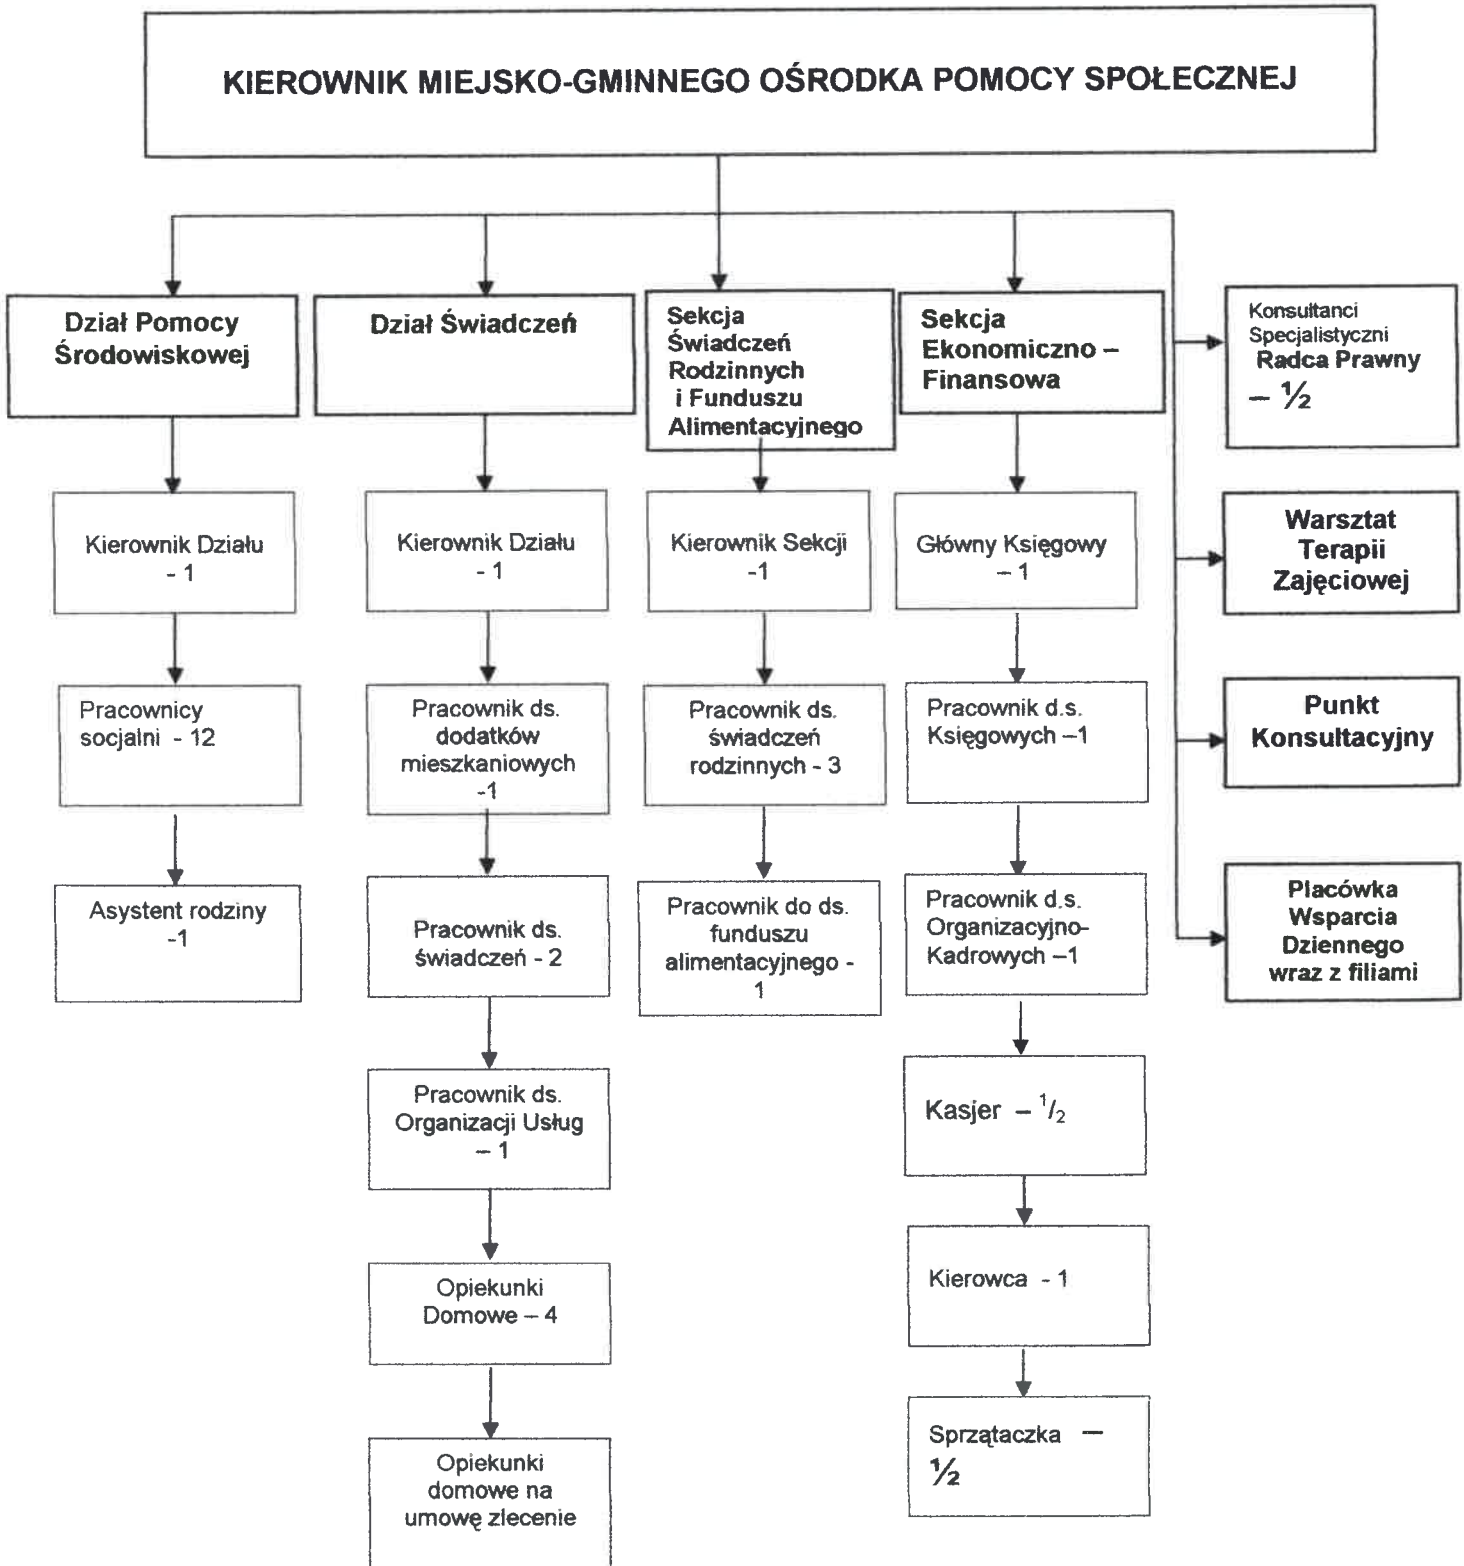 KIEROWNIK MIEJSKO-GMINNEGO OŚRODKA POMOCY SPOŁECZNEJ
Dział Pomocy
Środowiskowej
Kierownik Działu
- 1
Pracownicy
socjalni - 12
Asystent rodziny
-1
Dział Świadczeń
Kierownik Działu
- 1
Pracownik ds.
dodatków
mieszkaniowych
-1
Pracownik ds.
świadczeń - 2
Pracownik ds.
Organizacji Usług
– 1
Opiekunki
Domowe – 4
Opiekunki
domowe na
umowę zlecenie
Sekcja
Świadczeń
Rodzinnych
i Funduszu
Alimentacyjnego
Kierownik Sekcji
-1
Pracownik ds.
świadczeń
rodzinnych - 3
Pracownik do ds.
funduszu
alimentacyjnego -
1
Sekcja
Ekonomiczno –
Finansowa
Główny Księgowy
– 1
Pracownik d.s.
Księgowych –1
Pracownik d.s.
Organizacyjno-
Kadrowych –1
Kasjer – 1/2
Kierowca - 1
Sprzątaczka –
½
Konsultanci
Specjalistyczni
Radca Prawny
– ½
Warsztat
Terapii
Zajęciowej
Punkt
Konsultacyjny
Placówka
Wsparcia
Dziennego
wraz z filiami